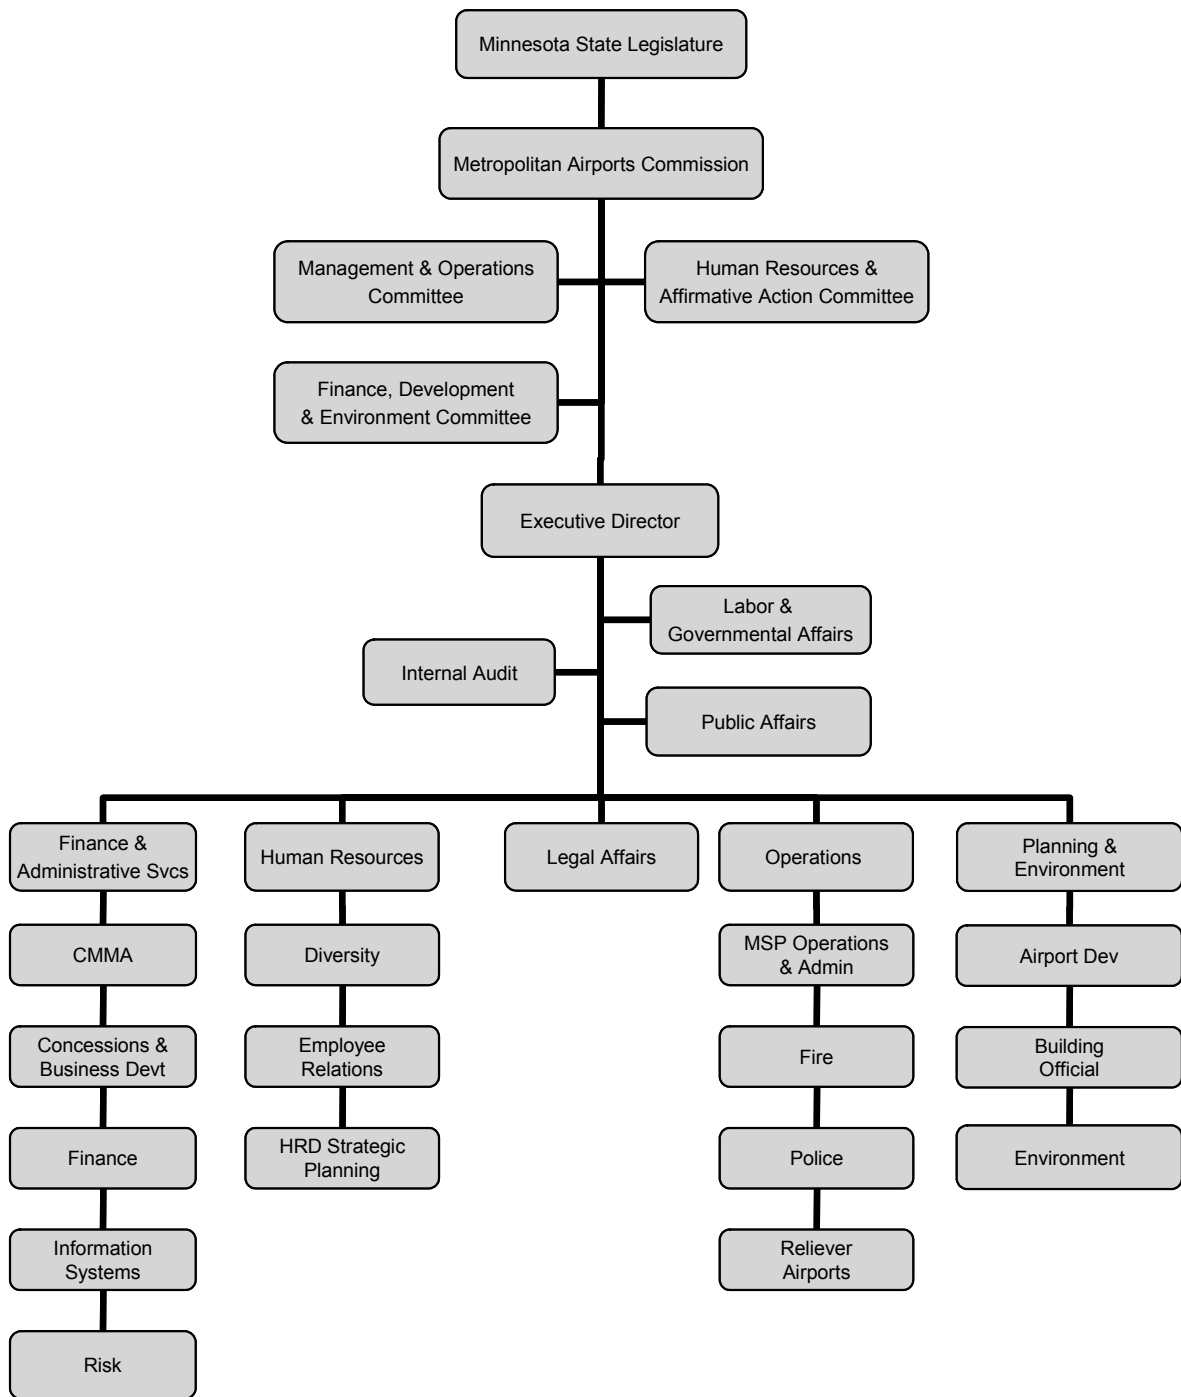 Minnesota State Legislature
Metropolitan Airports Commission
Management & Operations
Committee
Human Resources &
Affirmative Action Committee
Finance, Development
& Environment Committee
Executive Director
Labor &
Governmental Affairs
Internal Audit
Public Affairs
Finance &
Administrative Svcs
Human Resources
Legal Affairs
Operations
Planning &
Environment
CMMA
Diversity
MSP Operations
& Admin
Airport Dev
Concessions &
Business Devt
Employee
Relations
Fire
Building
Official
Finance
HRD Strategic
Planning
Police
Environment
Information
Systems
Reliever
Airports
Risk